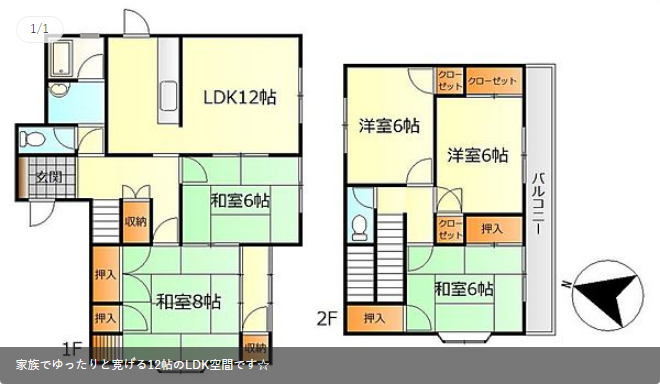 1/1
LDK12帖
洋室6帖
クロー
ゼット
クローゼット
洋室6帖
バルコニー
玄関
和室6帖
収納
クロー
ゼット
押入
押入
和室8帖
和室6帖
N
押入
2F
押入
1F
収納
家族でゆったりと寛げる12帖のLDK空間です☆